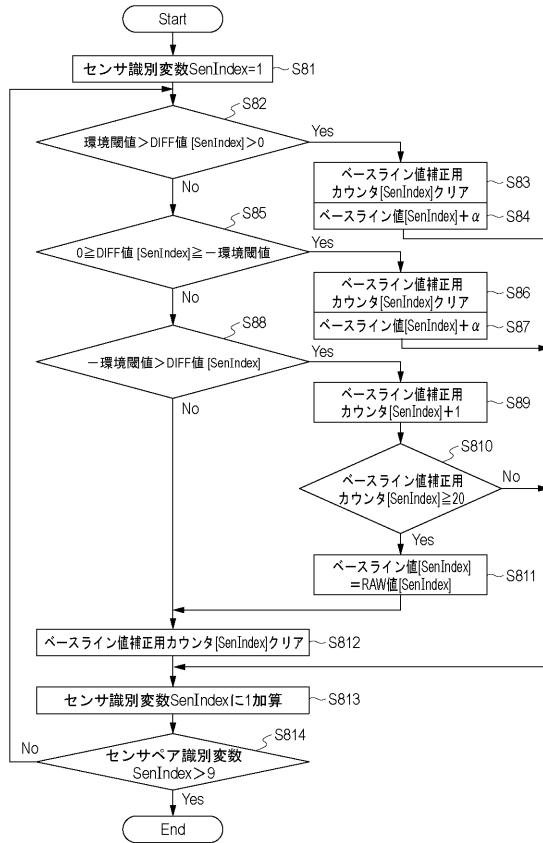 Start
センサ識別変数SenIndex=1
S81
S82
環境閾値>DIFF値[SenIndex]>0
Yes
No
ベースライン値補正用
カウンタ[SenIndex]クリア
S83
ベースライン値[SenIndex]+α
S84
S85
0≧DIFF値[SenIndex]≧-環境閾値
Yes
No
ベースライン値補正用
カウンタ[SenIndex]クリア
S86
ベースライン値[SenIndex]+α
S87
S88
-環境閾値>DIFF値[SenIndex]
Yes
No
ベースライン値補正用
カウンタ[SenIndex]+1
S89
S810
ベースライン値補正用
カウンタ[SenIndex]≧20
No
Yes
ベースライン値[SenIndex]
=RAW値[SenIndex]
S811
ベースライン値補正用カウンタ[SenIndex]クリア
S812
センサ識別変数SenIndexに1加算
S813
S814
センサペア識別変数
SenIndex>9
No
Yes
End